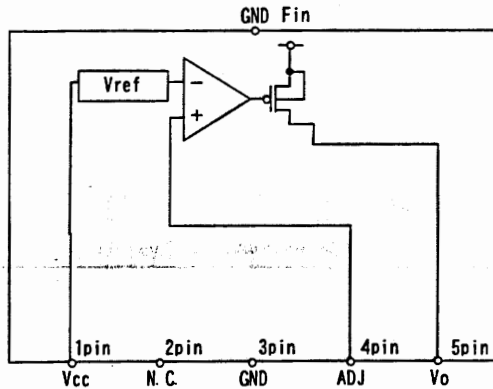 GND Fin
Vref
−
+
1pin 2pin 3pin 4pin 5pin
Vcc N.C. GND ADJ Vo